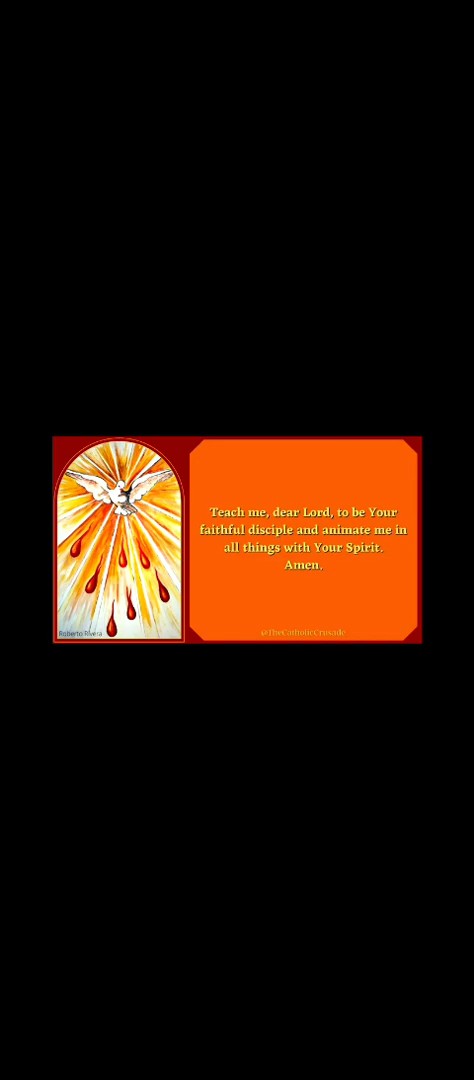 Teach me, dear Lord, to be Your
faithful disciple and animate me in
all things with Your Spirit.
Amen.
@TheCatholicCrusade
Roberto Rivera